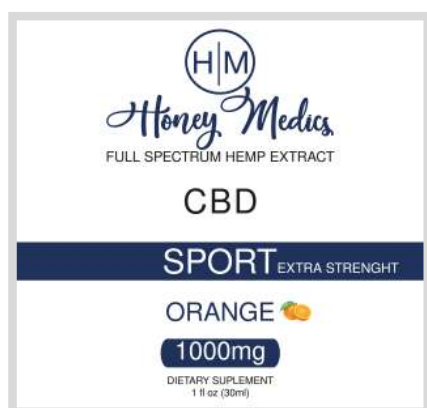 H|M
Honey Medics
FULL SPECTRUM HEMP EXTRACT
CBD
SPORT EXTRA STRENGHT
ORANGE
1000mg
DIETARY SUPLEMENT
1 fl oz (30ml)